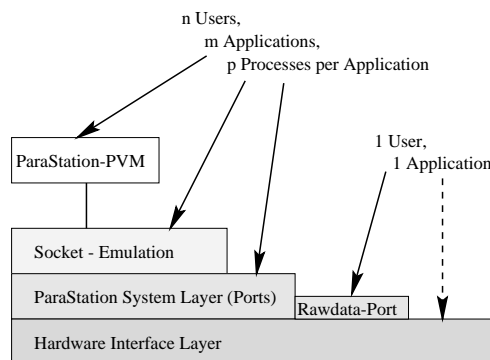 n Users,
m Applications,
p Processes per Application
1 User,
1 Application
ParaStation-PVM
Socket - Emulation
ParaStation System Layer (Ports)
Rawdata-Port
Hardware Interface Layer